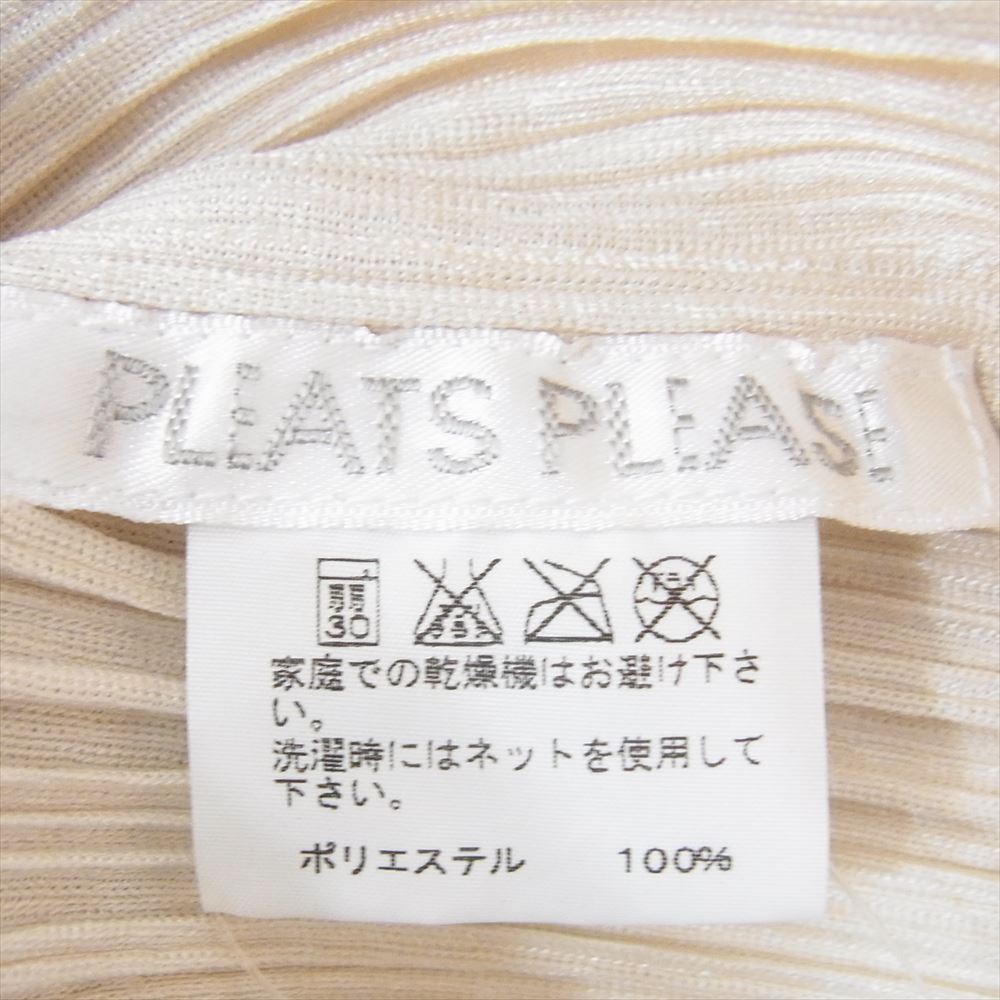 PLEATS PLEASE
30
家庭での乾燥機はお避け下さ
い。
洗濯時にはネットを使用して
下さい。
ポリエステル 100%